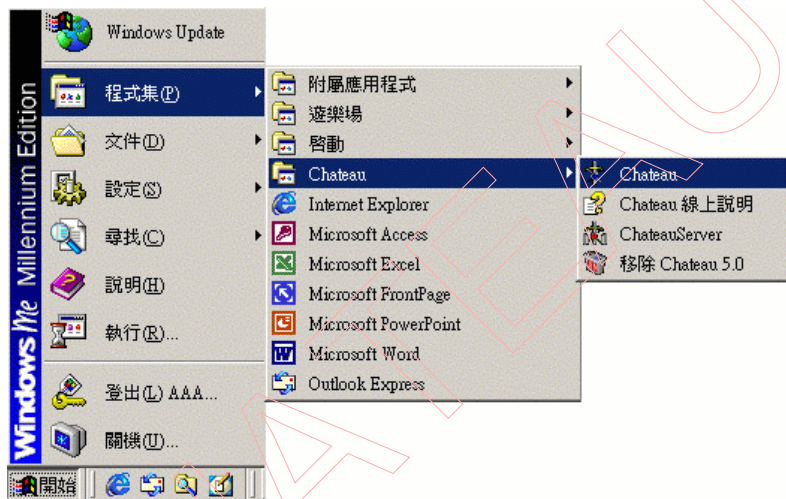 Windows Me Millennium Edition
Windows Update
程式集(P)
文件(D)
設定(S)
尋找(C)
說明(H)
執行(R)...
登出(L) AAA...
關機(U)...
開始
附屬應用程式
遊樂場
啓動
Chateau
Internet Explorer
Microsoft Access
Microsoft Excel
Microsoft FrontPage
Microsoft PowerPoint
Microsoft Word
Outlook Express
Chateau
Chateau 線上說明
ChateauServer
移除 Chateau 5.0